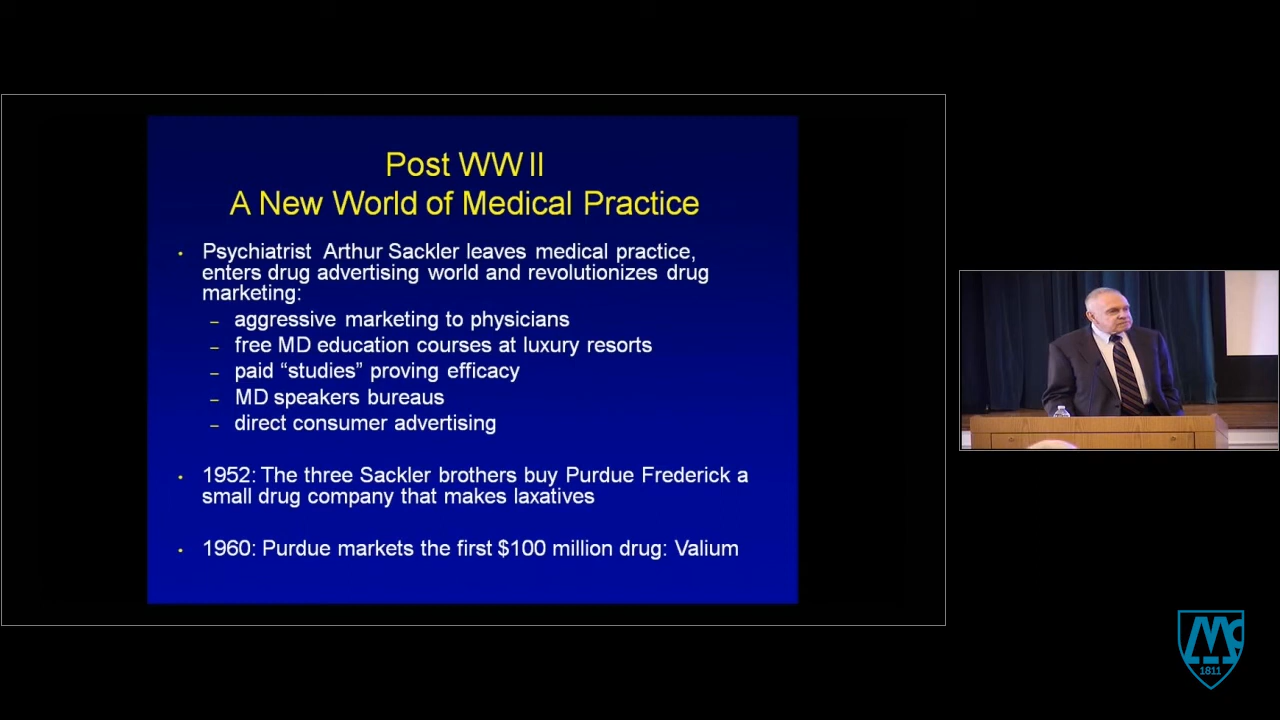 Post WW II
A New World of Medical Practice
• Psychiatrist Arthur Sackler leaves medical practice,
enters drug advertising world and revolutionizes drug
marketing:
– aggressive marketing to physicians
– free MD education courses at luxury resorts
– paid “studies” proving efficacy
– MD speakers bureaus
– direct consumer advertising
• 1952: The three Sackler brothers buy Purdue Frederick a
small drug company that makes laxatives
• 1960: Purdue markets the first $100 million drug: Valium
1811